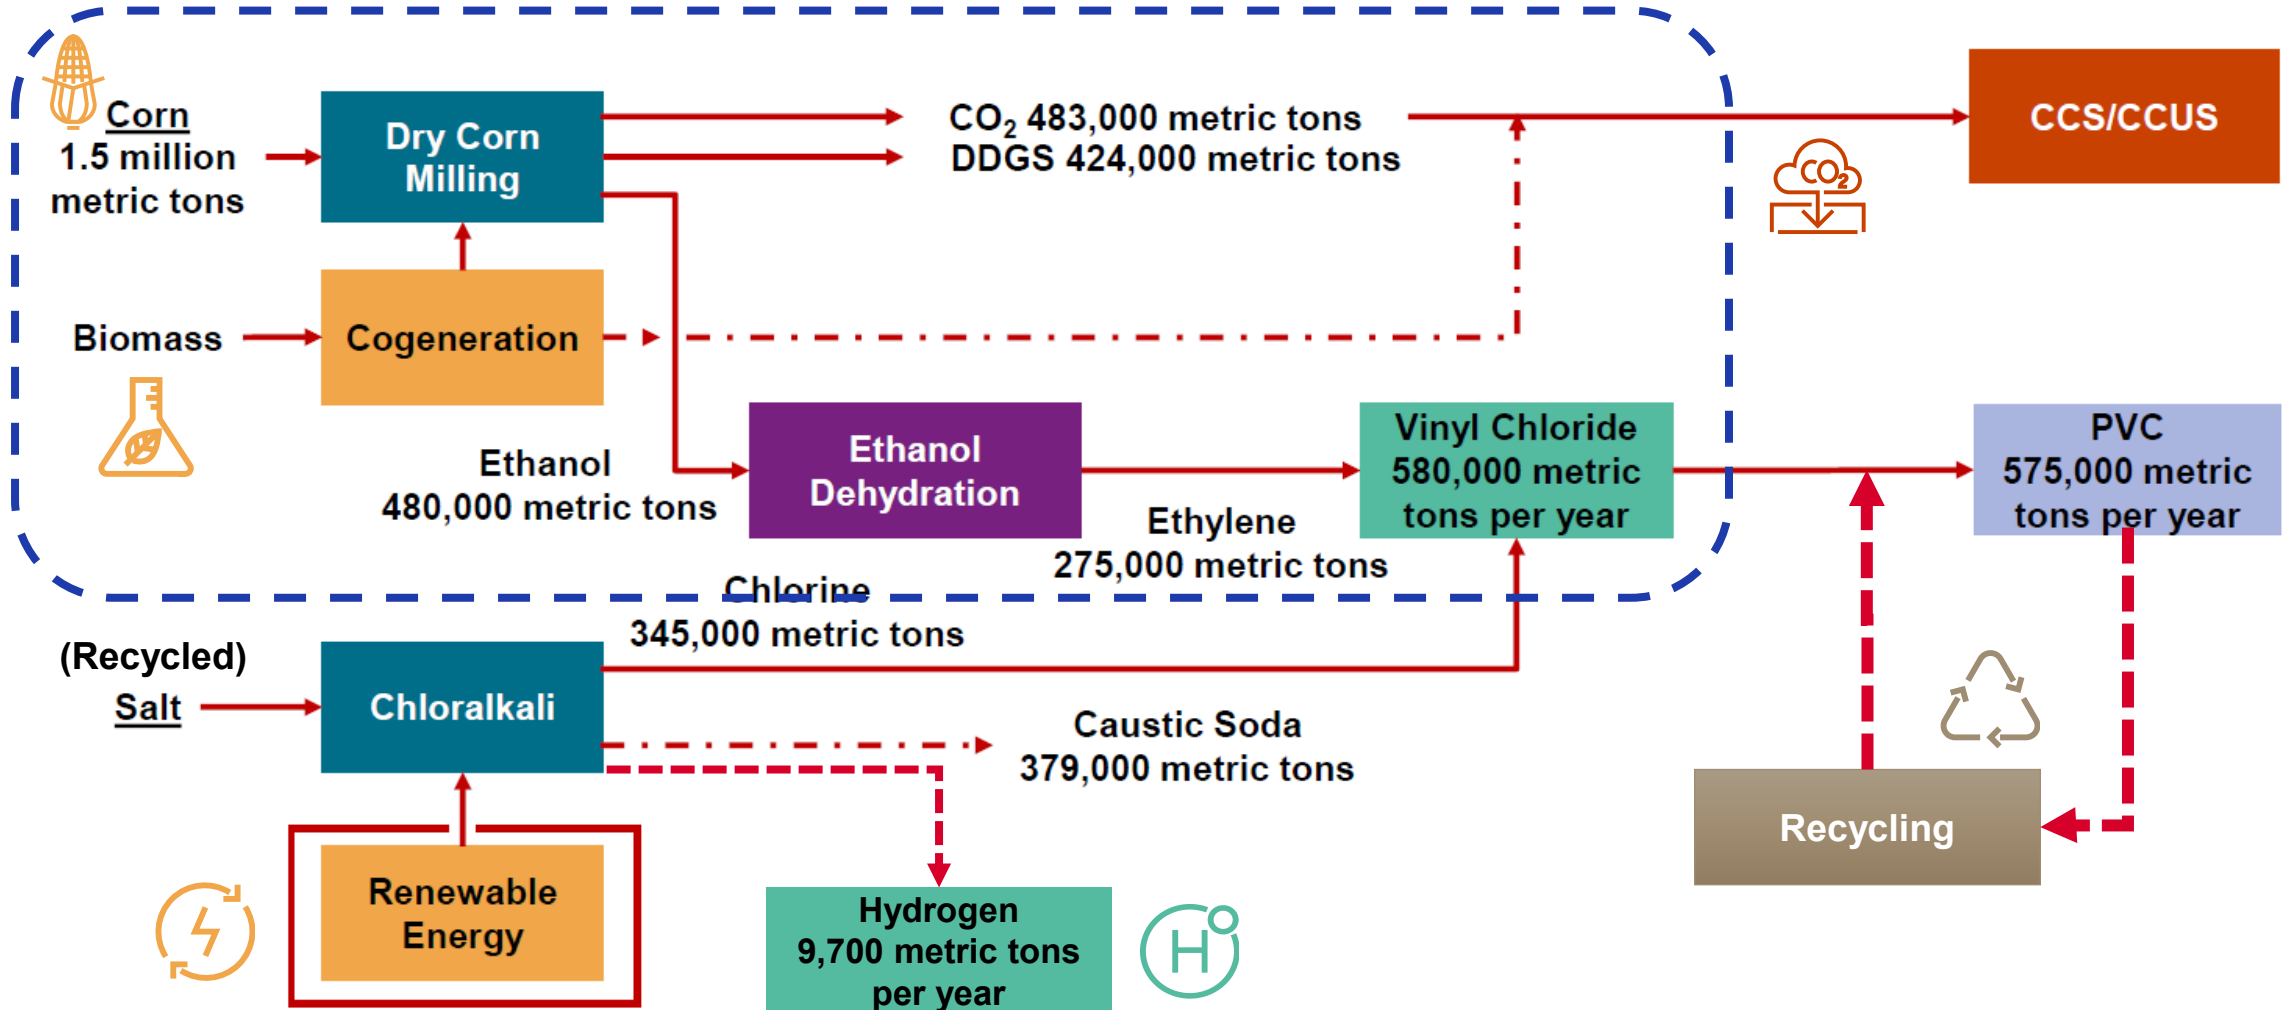 Corn
1.5 million
metric tons
Dry Corn
Milling
CO₂ 483,000 metric tons
DDGS 424,000 metric tons
CCS/CCUS
CO₂
Biomass
Cogeneration
Ethanol
480,000 metric tons
Ethanol
Dehydration
Ethylene
275,000 metric tons
Vinyl Chloride
580,000 metric
tons per year
PVC
575,000 metric
tons per year
Chlorine
345,000 metric tons
(Recycled)
Salt
Chloralkali
Caustic Soda
379,000 metric tons
Recycling
Renewable
Energy
Hydrogen
9,700 metric tons
per year
H